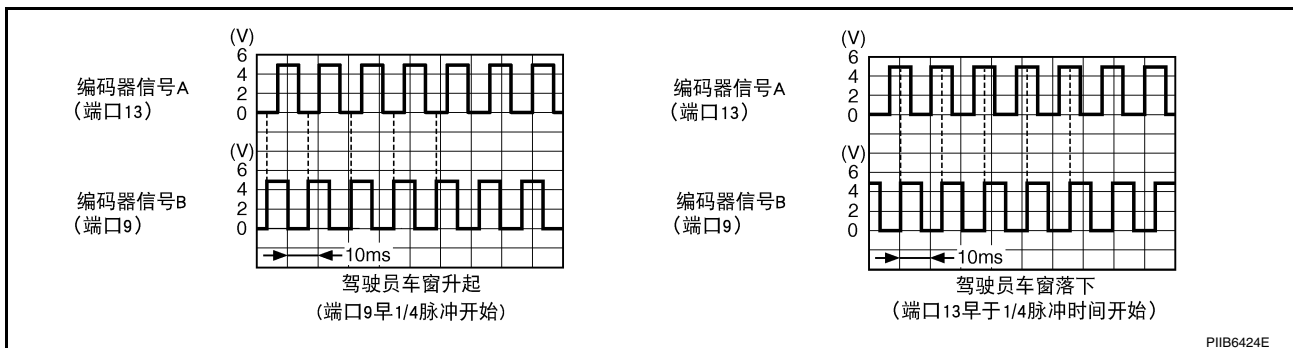 (V)
6
4
2
0
编码器信号A
(端口13)
(V)
6
4
2
0
编码器信号B
(端口9)
10ms
驾驶员车窗升起
(端口9早1/4脉冲开始)
(V)
6
4
2
0
编码器信号A
(端口13)
(V)
6
4
2
0
编码器信号B
(端口9)
10ms
驾驶员车窗落下
(端口13早于1/4脉冲时间开始)
PIIB6424E